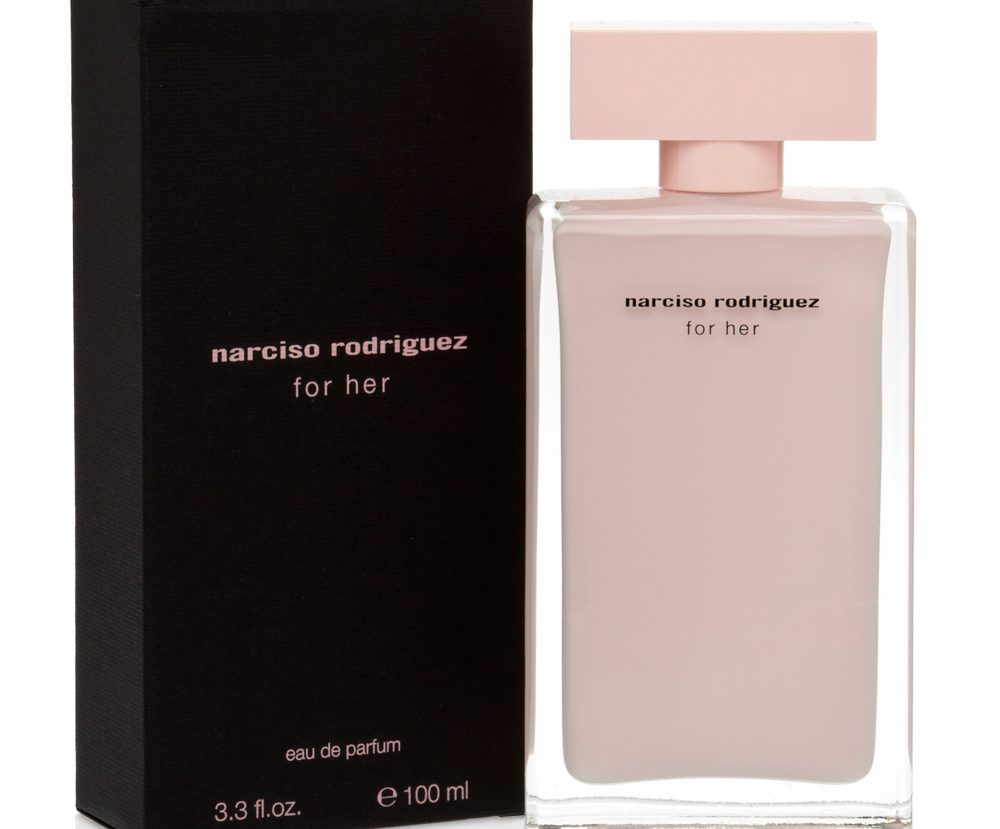 narciso rodriguez
for her
eau de parfum
3.3 fl.oz. ℮ 100 ml
narciso rodriguez
for her